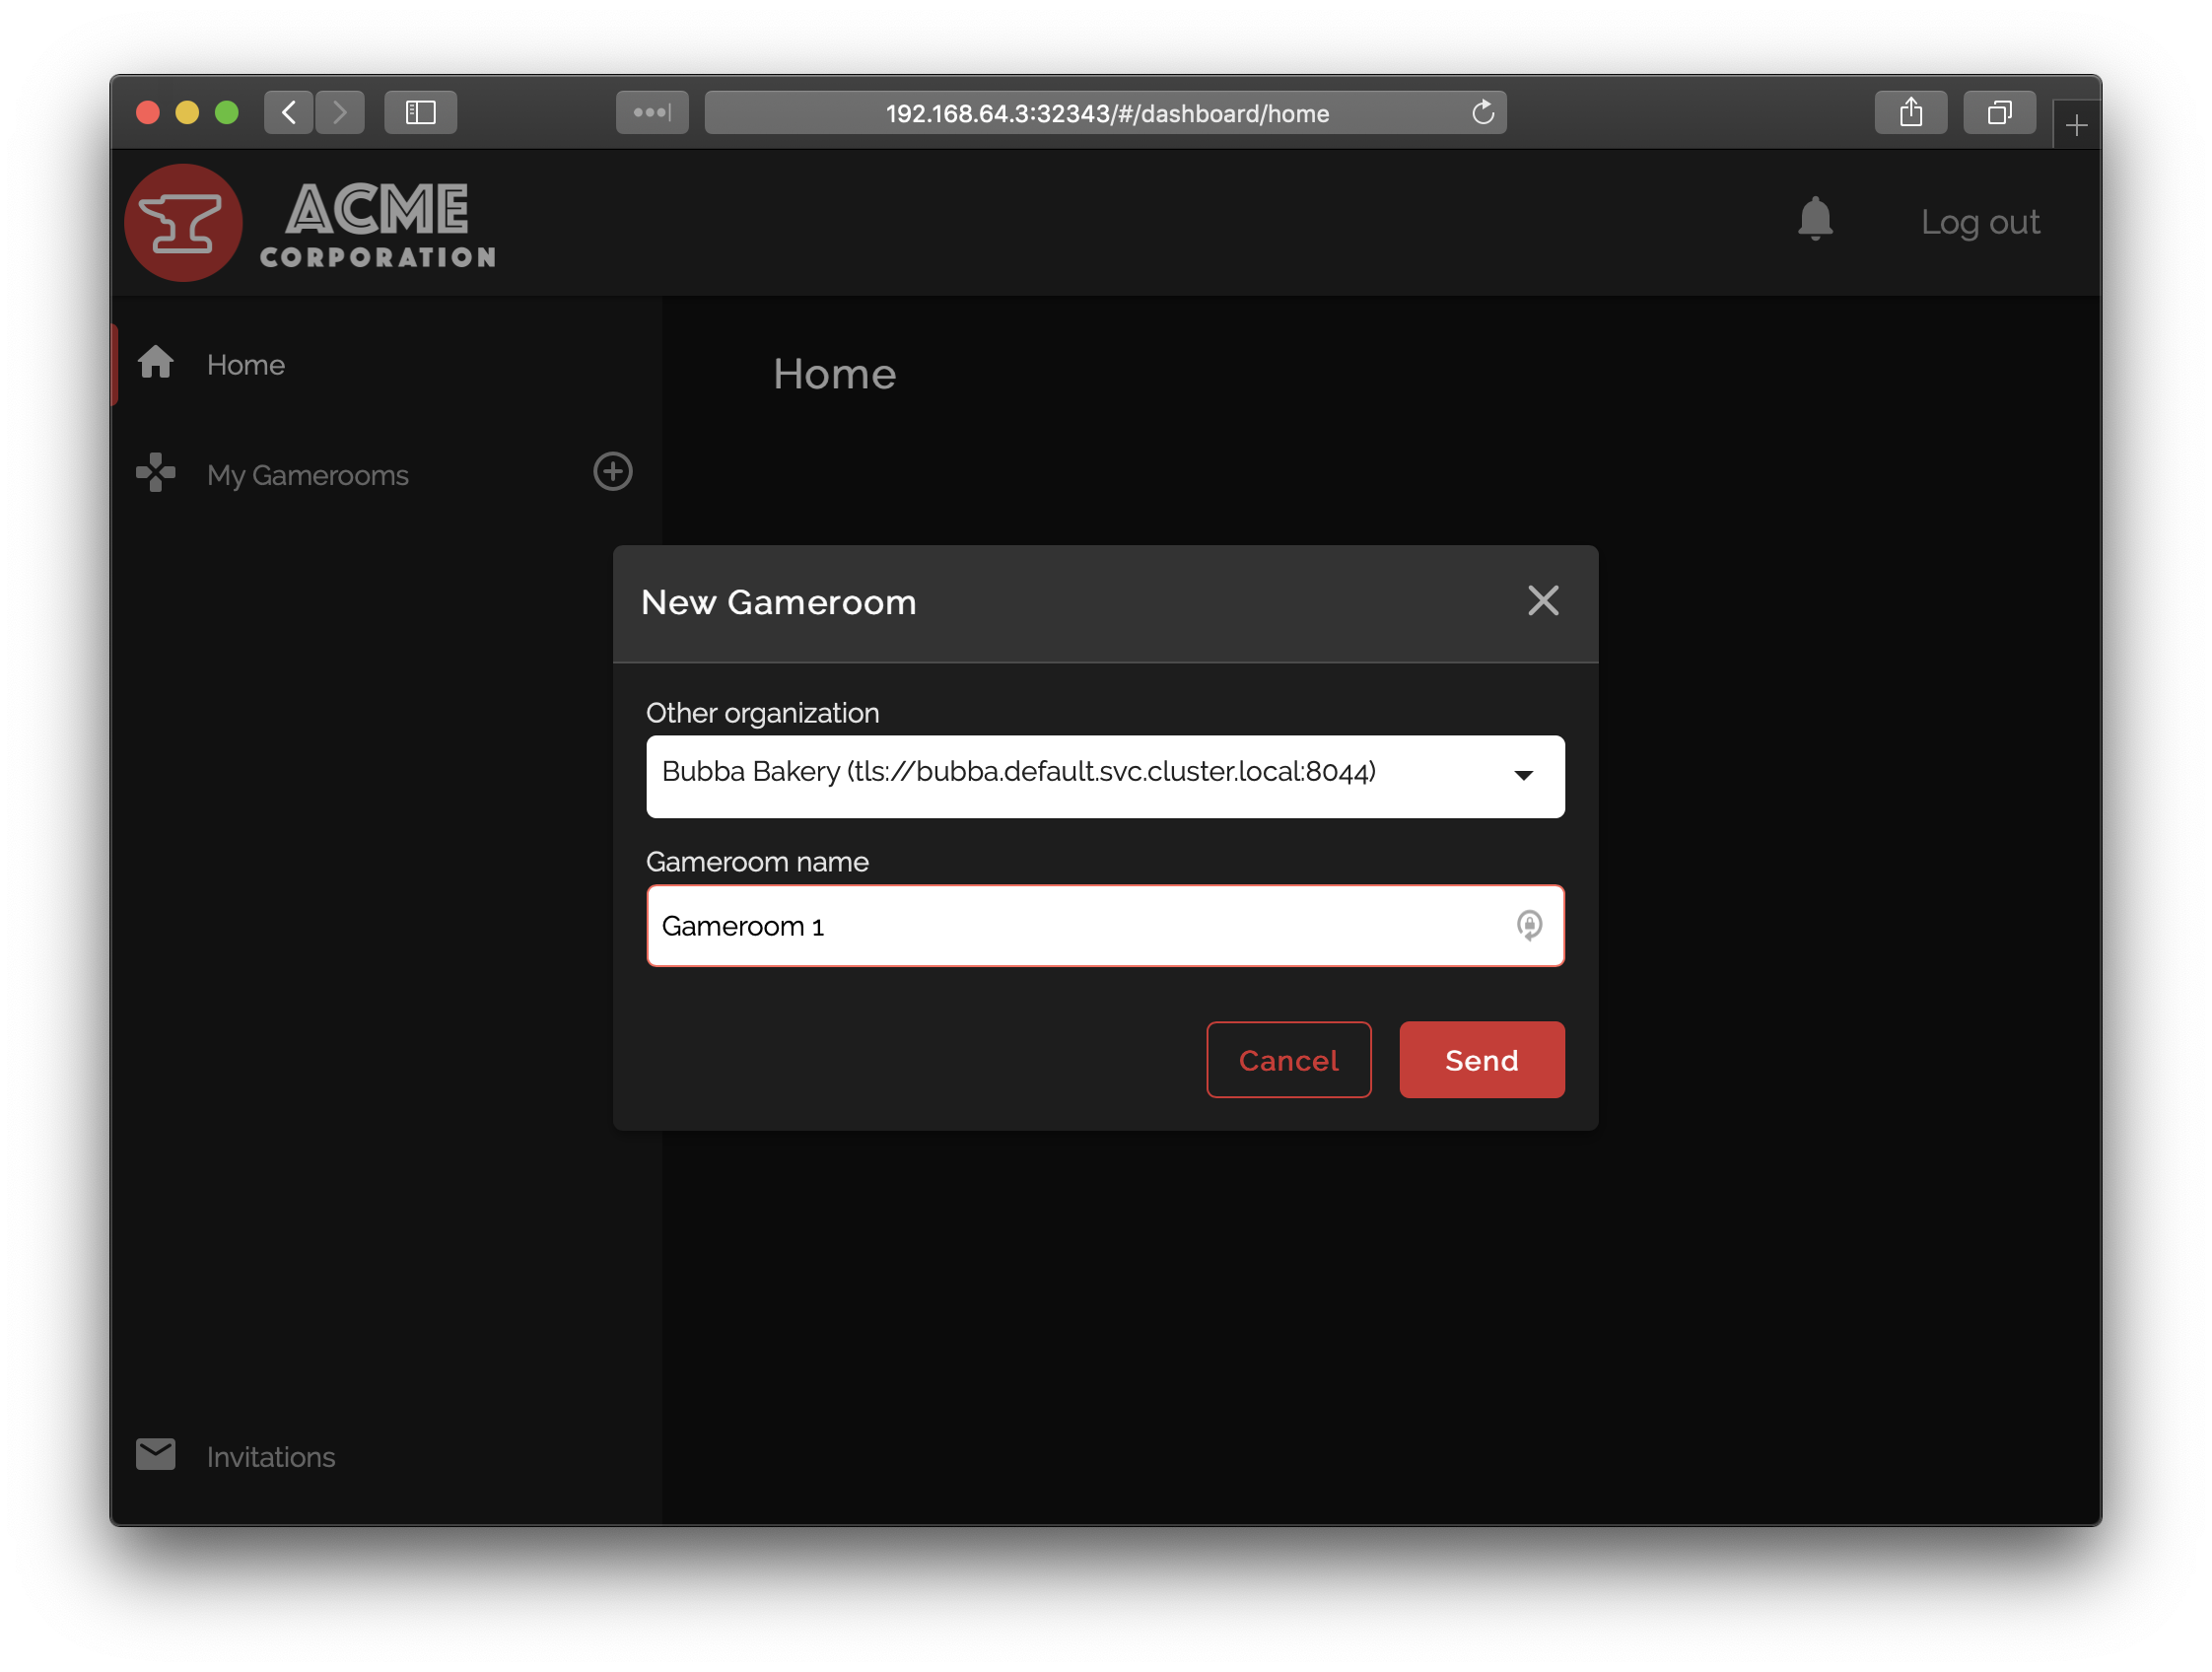 192.168.64.3:32343/#/dashboard/home
ACME
CORPORATION
Log out
Home
My Gamerooms
Home
New Gameroom
Other organization
Bubba Bakery (tls://bubba.default.svc.cluster.local:8044)
Gameroom name
Gameroom 1
Cancel
Send
Invitations